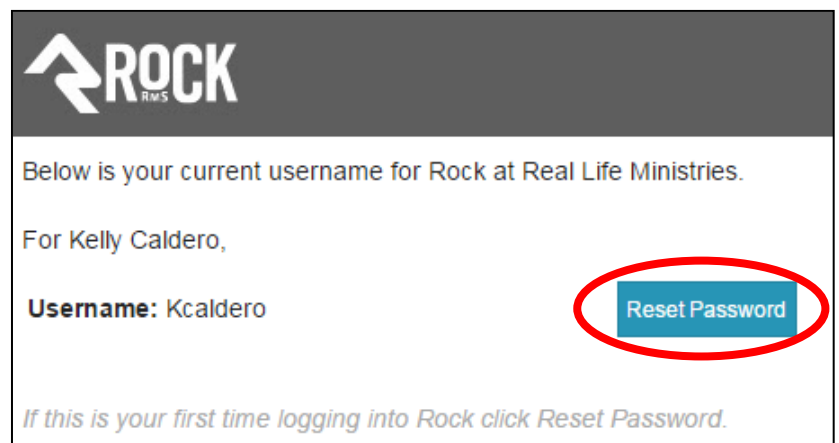 ROCK
RMS
Below is your current username for Rock at Real Life Ministries.
For Kelly Caldero,
Username: Kcaldero
Reset Password
If this is your first time logging into Rock click Reset Password.